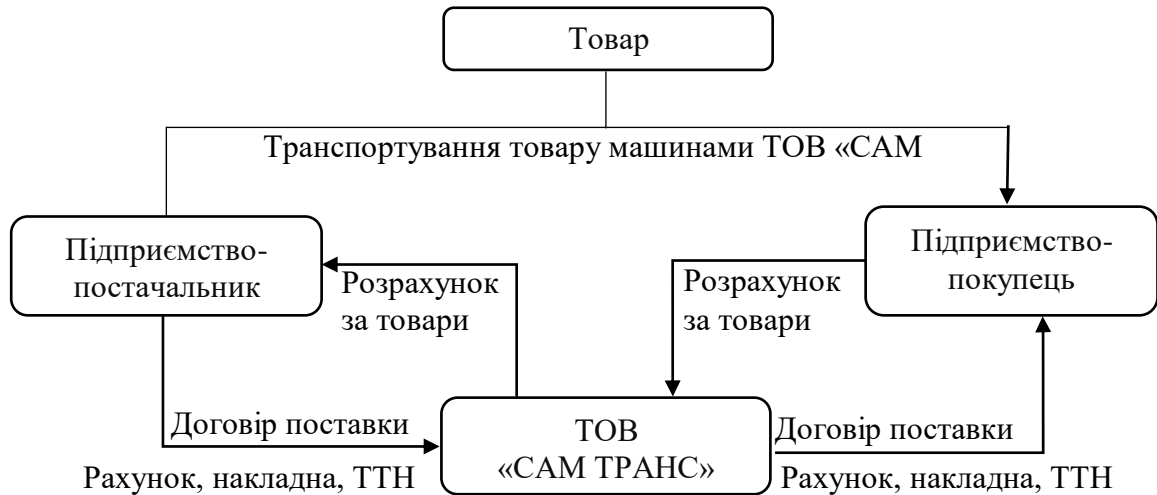 Товар
Транспортування товару машинами ТОВ «САМ
Підприємство-
постачальник
Підприємство-
покупець
Розрахунок
за товари
Розрахунок
за товари
Договір поставки
Рахунок, накладна, ТТН
ТОВ
«САМ ТРАНС»
Договір поставки
Рахунок, накладна, ТТН